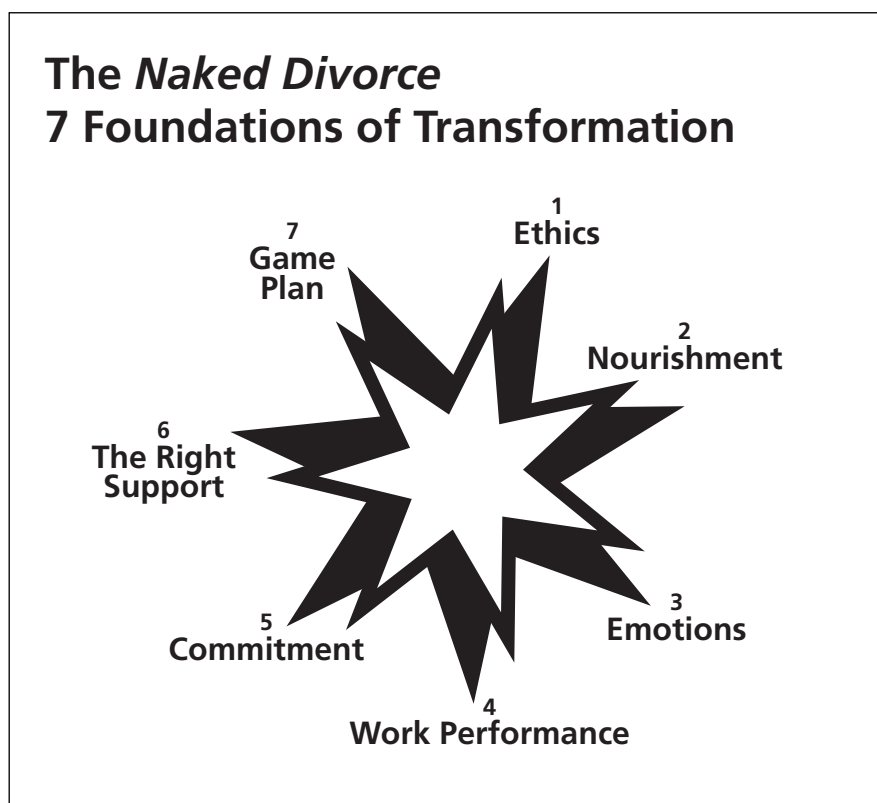 The Naked Divorce
7 Foundations of Transformation
1
Ethics
2
Nourishment
3
Emotions
4
Work Performance
5
Commitment
6
The Right
Support
7
Game
Plan